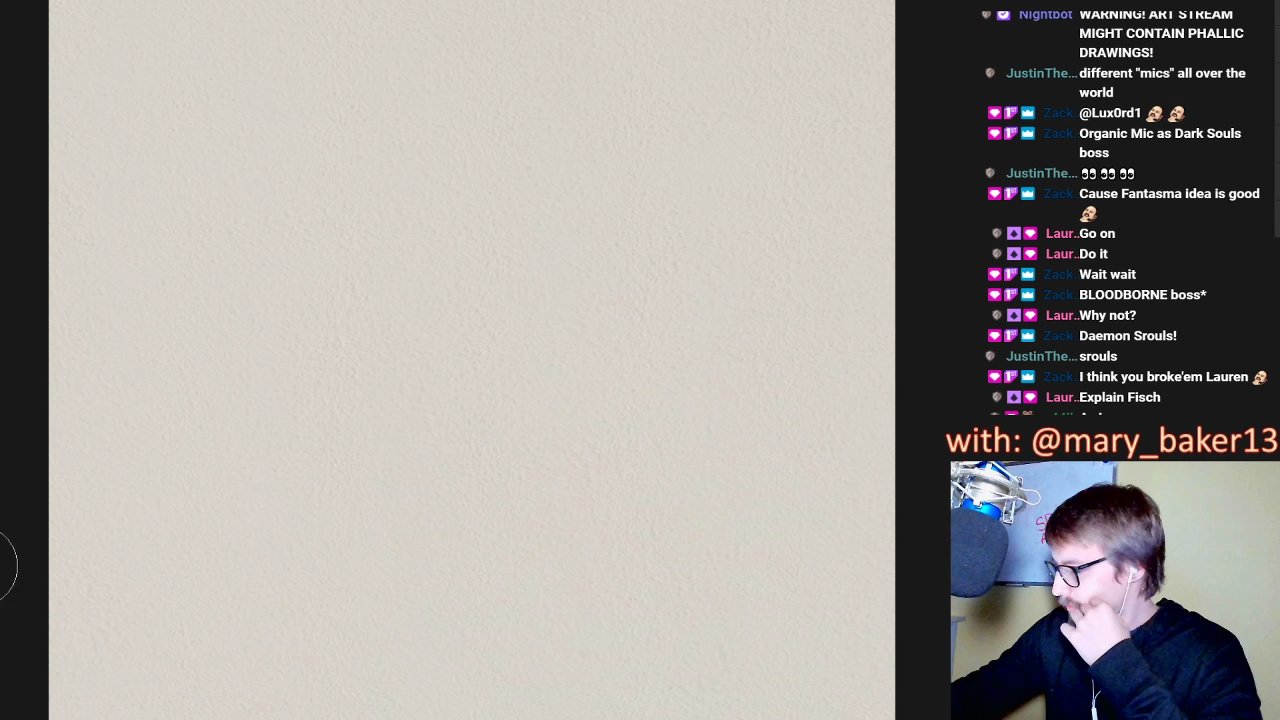 Nightbot WARNING! ART STREAM
MIGHT CONTAIN PHALLIC
DRAWINGS!
JustinThe... different "mics" all over the
world
Zack. @Lux0rd1
Zack. Organic Mic as Dark Souls
boss
JustinThe...
Zack. Cause Fantasma idea is good
Laur.. Go on
Laur.. Do it
Zack. Wait wait
Zack. BLOODBORNE boss*
Laur.. Why not?
Zack. Daemon Srouls!
JustinThe... srouls
Zack. I think you broke'em Lauren
Laur.. Explain Fisch
with: @mary_baker13